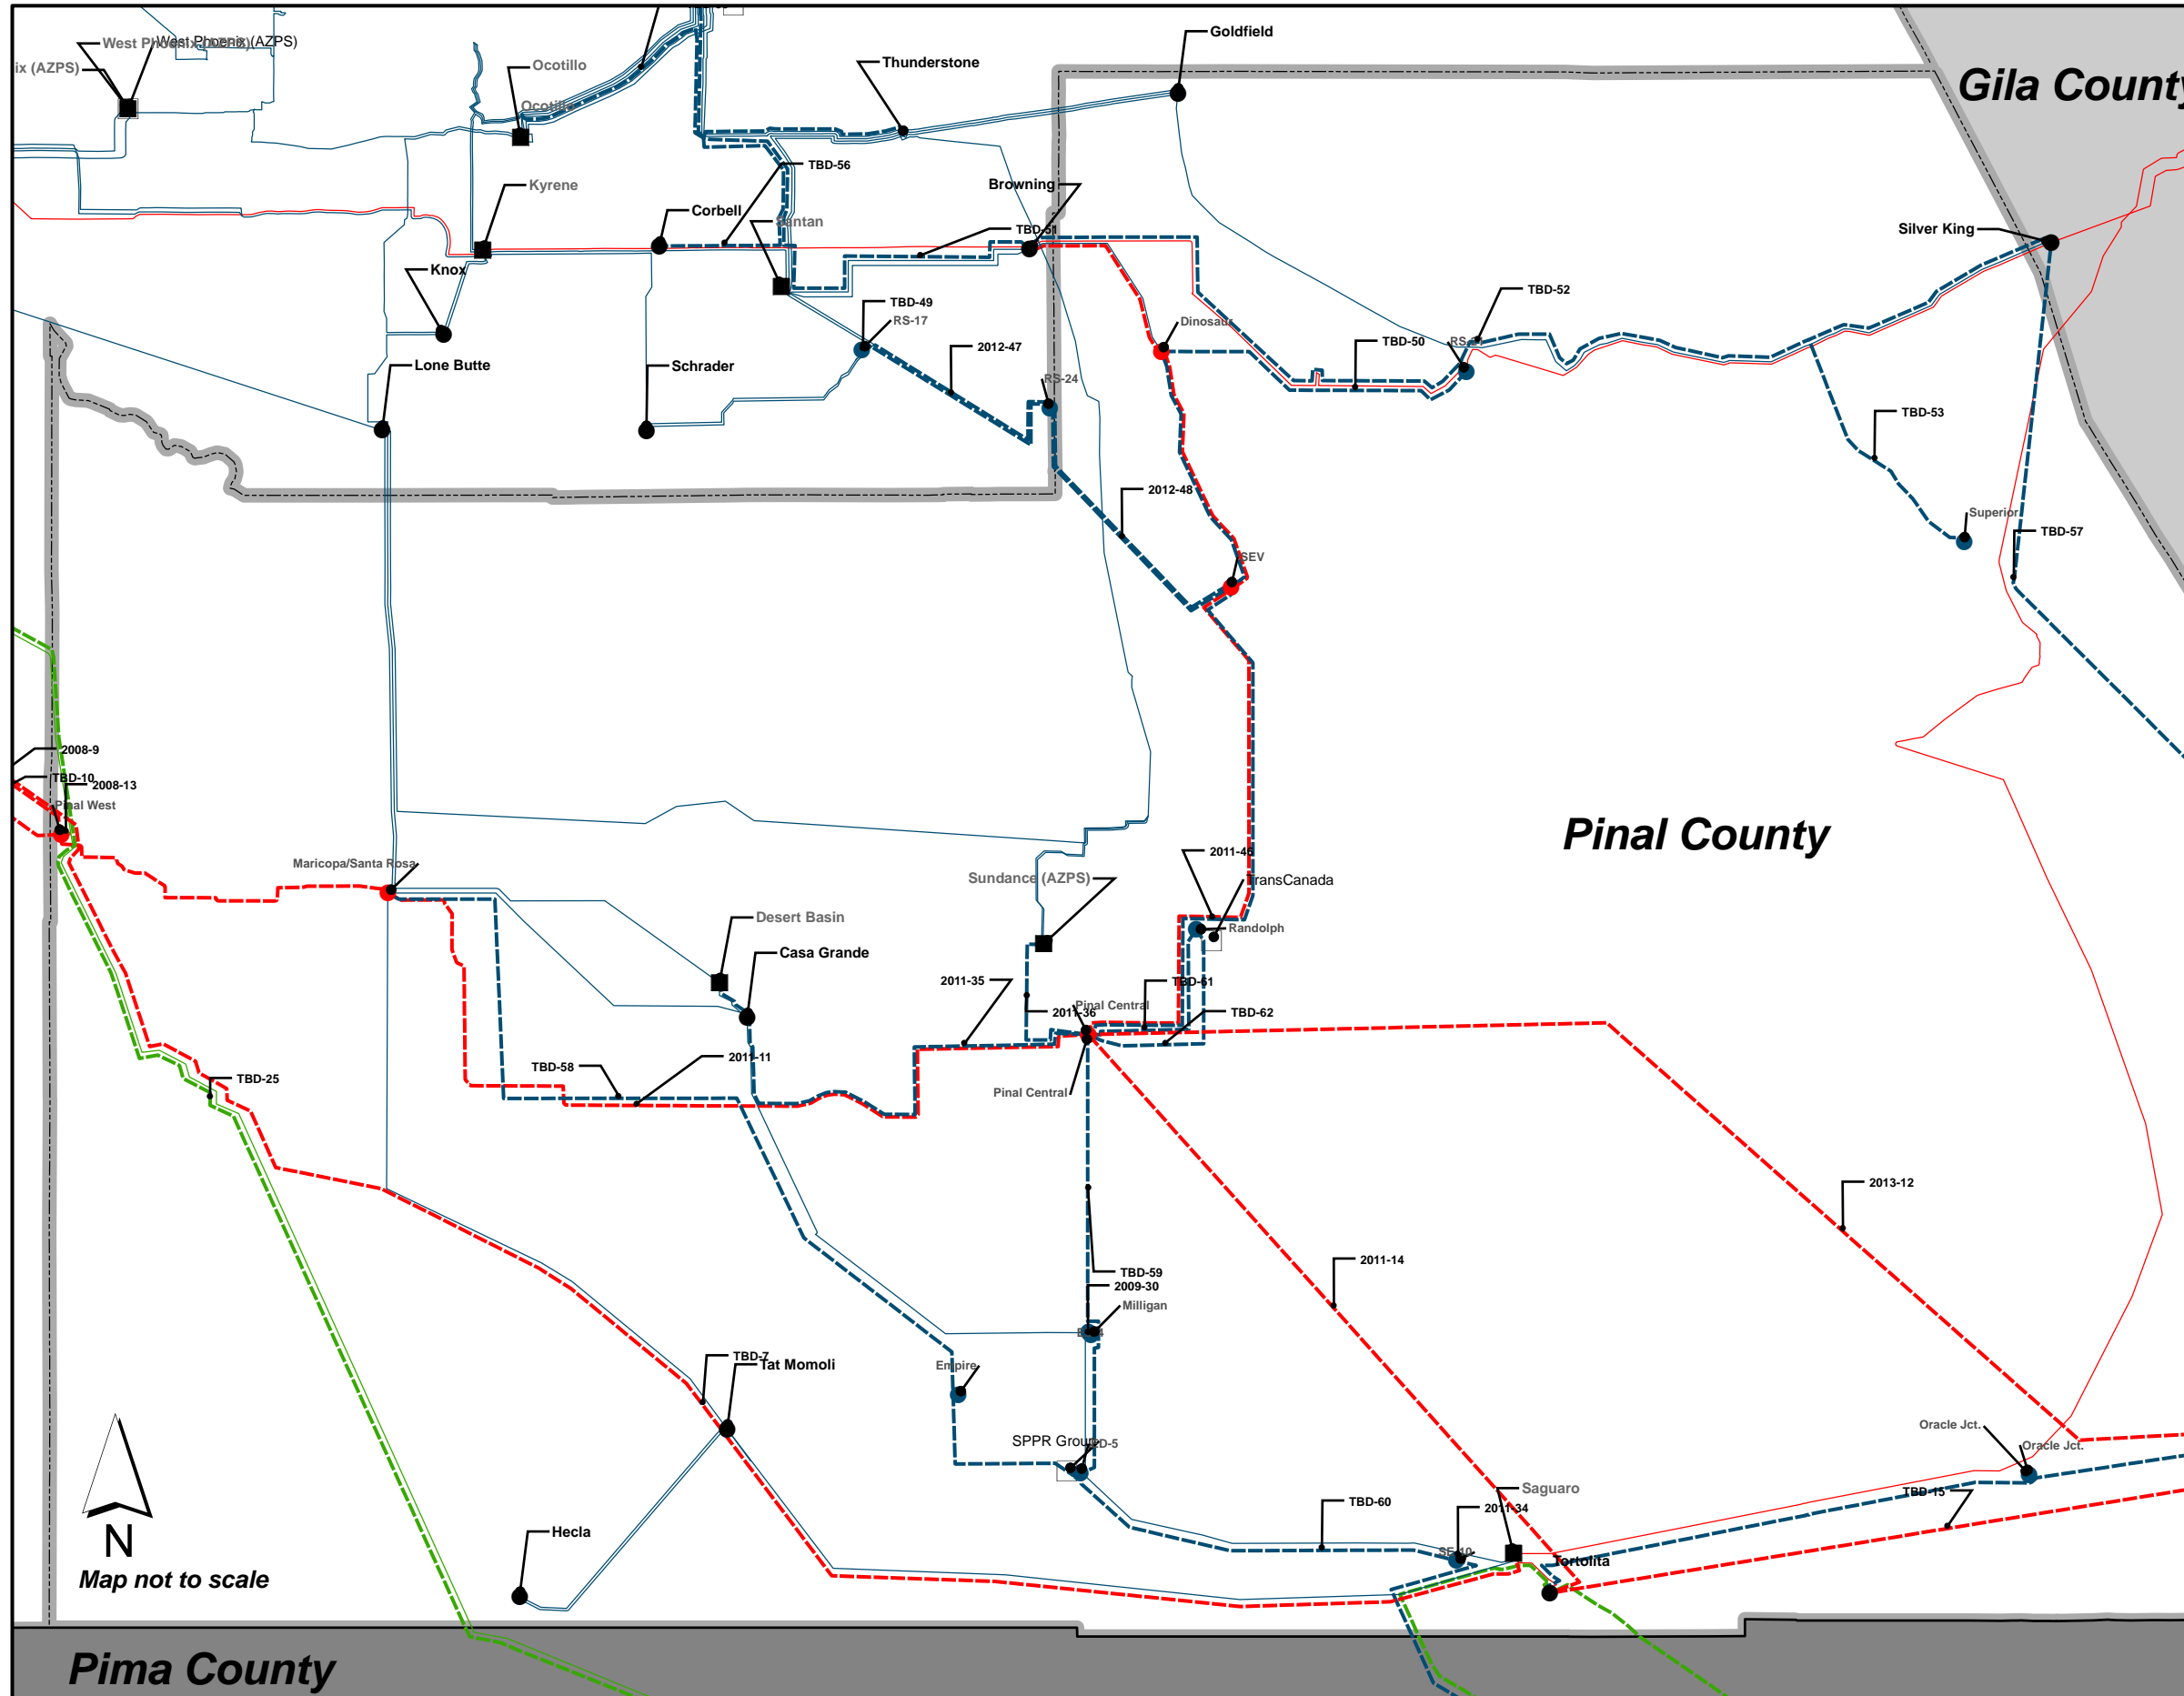 Goldfield
West Phoenix (AZPS)
West Phoenix (AZPS)
Gila County
Thunderstone
Ocotillo
ix (AZPS)
Ocotillo
TBD-56
Kyrene
Browning
Corbell
Santan
TBD-51
Silver King
Knox
TBD-52
TBD-49
RS-17
Dinosaur
TBD-50
2012-47
Lone Butte
Schrader
RS-24
TBD-53
2012-48
Superior
TBD-57
SEV
2008-9
TBD-10
2008-13
Pinal West
Pinal County
2011-46
Maricopa/Santa Rosa
Sundance (AZPS)
TransCanada
Desert Basin
Randolph
Casa Grande
2011-35
TBD-61
Pinal Central
2011-36
TBD-62
2011-11
TBD-58
TBD-25
Pinal Central
2013-12
2011-14
TBD-59
2009-30
Milligan
TBD-7
Tat Momoli
Empire
Oracle Jct.
SPPR Group
Oracle Jct.
Saguaro
TBD-15
TBD-60
2011-34
Hecla
N
SE-10
Tortolita
Map not to scale
Pima County